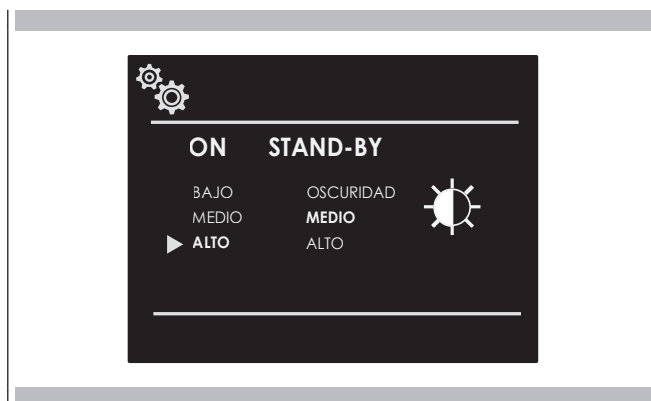 ON STAND-BY
BAJO OSCURIDAD
MEDIO MEDIO
ALTO ALTO